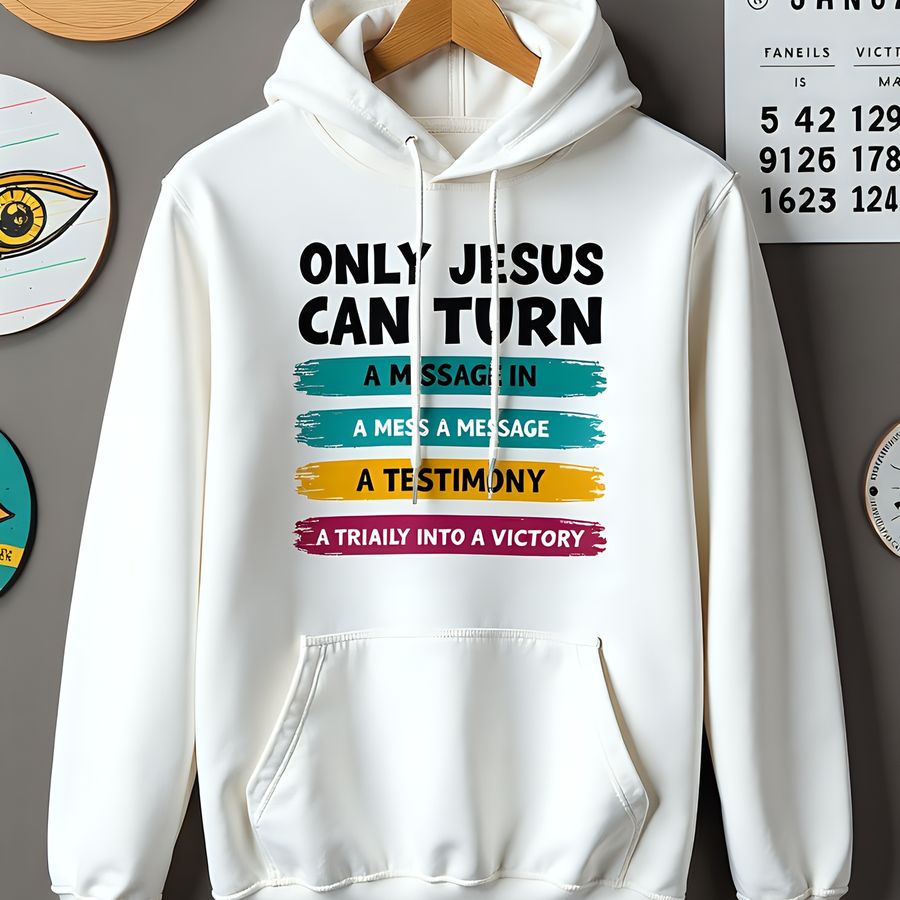 ONLY JESUS
CAN TURN
A MESSAGE IN
A MESS A MESSAGE
A TESTIMONY
A TRIAILY INTO A VICTORY
FANEILS VICTT
IS MÆ
5 42 129
9126 178
1623 124